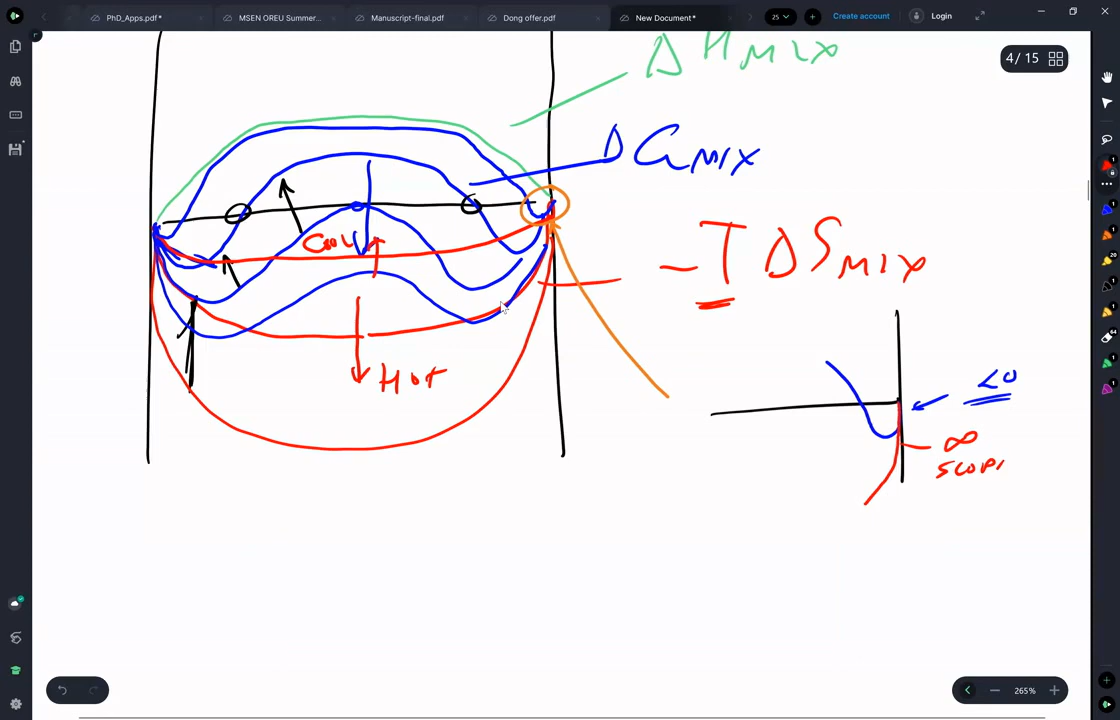 PhD_Apps.pdf*
MSEN OREU Summer...
Manuscript-final.pdf
Dong offer.pdf
New Document*
25
Create account
Login
4/15
ΔHMIX
ΔGMIX
COOL
-TΔSMIX
HOT
<0
∞
SLOPE
265%